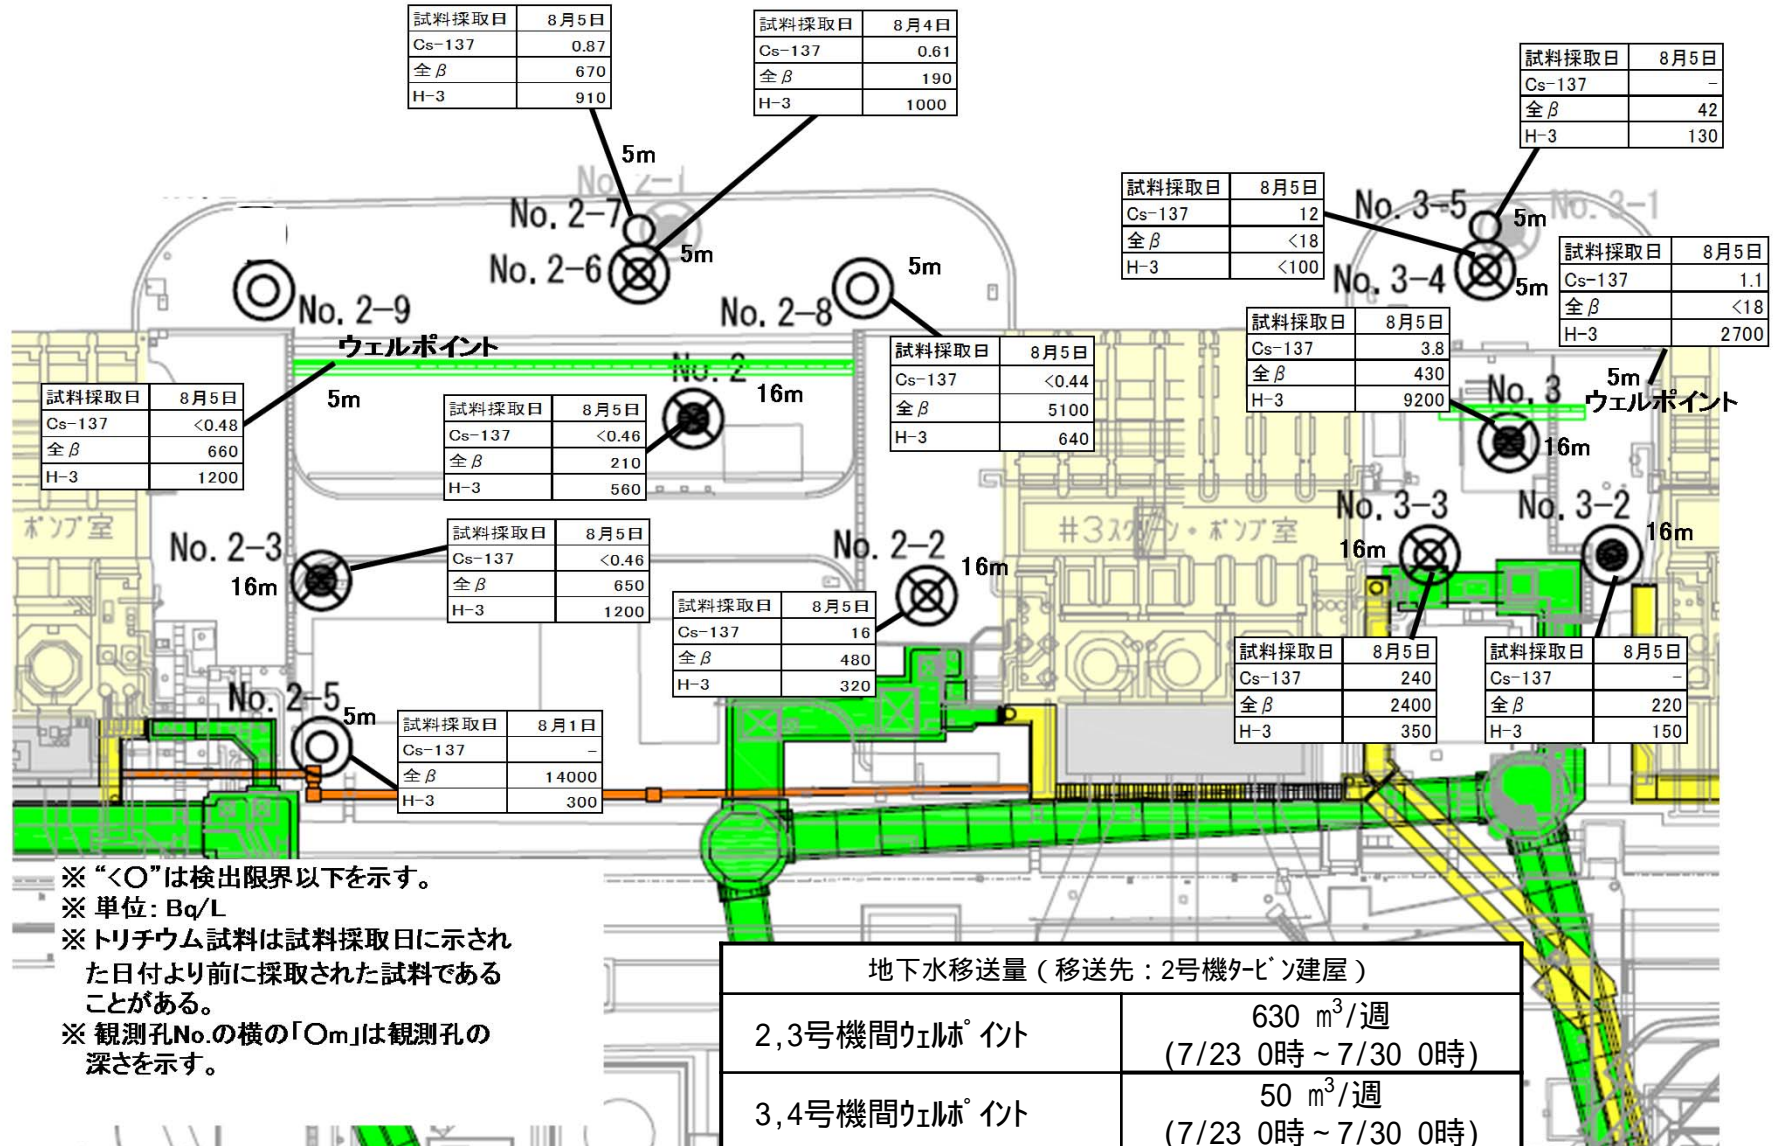 試料採取日 8月5日
Cs-137 0.87
全β 670
H-3 910
試料採取日 8月4日
Cs-137 0.61
全β 190
H-3 1000
試料採取日 8月5日
Cs-137 -
全β 42
H-3 130
5m
No. 2-1
No. 2-7
No. 2-6
5m
試料採取日 8月5日
Cs-137 12
全β <18
H-3 <100
No. 3-5
5m
No. 3-1
No. 3-4
5m
試料採取日 8月5日
Cs-137 1.1
全β <18
H-3 2700
No. 2-9
No. 2-8
5m
ウェルポイント
5m
No. 2
16m
試料採取日 8月5日
Cs-137 <0.48
全β 660
H-3 1200
試料採取日 8月5日
Cs-137 <0.46
全β 210
H-3 560
試料採取日 8月5日
Cs-137 <0.44
全β 5100
H-3 640
試料採取日 8月5日
Cs-137 3.8
全β 430
H-3 9200
No. 3
16m
5m
ウェルポイント
ポンプ室
No. 2-3
16m
試料採取日 8月5日
Cs-137 <0.46
全β 650
H-3 1200
No. 2-2
16m
#3スクリーン・ポンプ室
No. 3-3
16m
No. 3-2
16m
試料採取日 8月5日
Cs-137 16
全β 480
H-3 320
試料採取日 8月5日
Cs-137 240
全β 2400
H-3 350
試料採取日 8月5日
Cs-137 -
全β 220
H-3 150
No. 2-5
5m
試料採取日 8月1日
Cs-137 -
全β 14000
H-3 300
※ “<○”は検出限界以下を示す。
※ 単位: Bq/L
※ トリチウム試料は試料採取日に示され
た日付より前に採取された試料である
ことがある。
※ 観測孔No.の横の「○m」は観測孔の
深さを示す。
地下水移送量（移送先：2号機ﾀｰﾋﾞﾝ建屋）
2,3号機間ｳｪﾙﾎﾟｲﾝﾄ 630 m³/週
(7/23 0時～7/30 0時)
3,4号機間ｳｪﾙﾎﾟｲﾝﾄ 50 m³/週
(7/23 0時～7/30 0時)